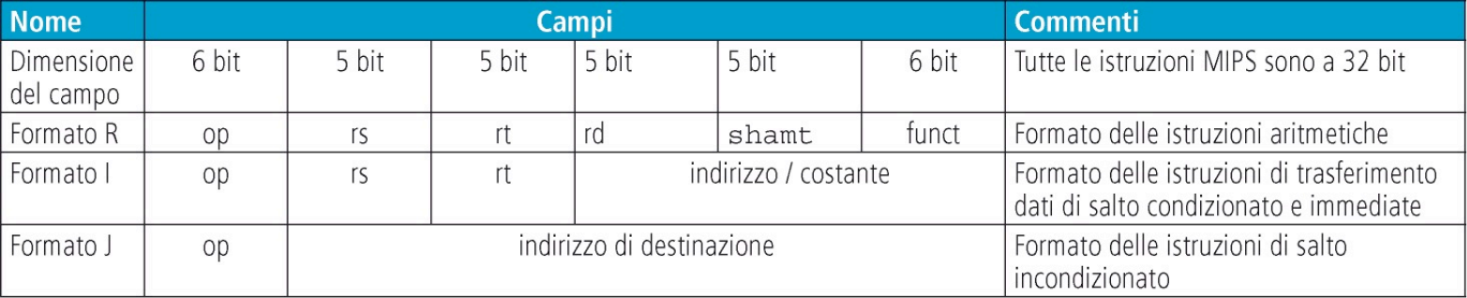 Nome Campi Commenti
Dimensione del campo 6 bit 5 bit 5 bit 5 bit 5 bit 6 bit Tutte le istruzioni MIPS sono a 32 bit
Formato R op rs rt rd shamt funct Formato delle istruzioni aritmetiche
Formato I op rs rt indirizzo / costante Formato delle istruzioni di trasferimento
dati di salto condizionato e immediate
Formato J op indirizzo di destinazione Formato delle istruzioni di salto
incondizionato